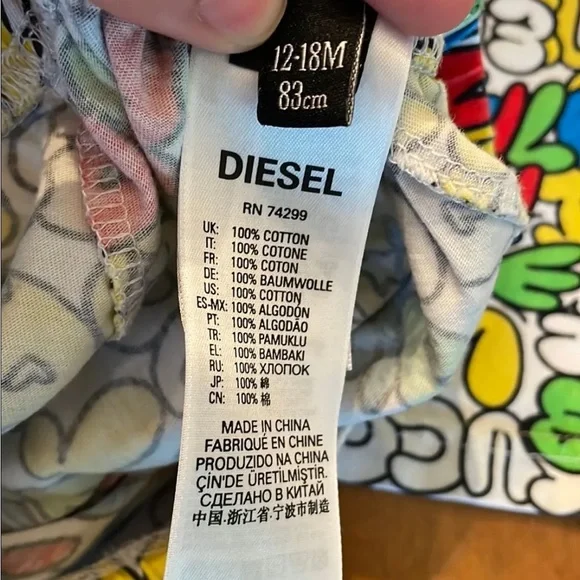 12-18M
83cm
DIESEL
RN 74299
UK: 100% COTTON
IT: 100% COTONE
FR: 100% COTON
DE: 100% BAUMWOLLE
US: 100% COTTON
ES-MX: 100% ALGODÓN
PT: 100% ALGODÃO
TR: 100% PAMUKLU
EL: 100% BAMBAKI
RU: 100% ХЛОПОК
JP: 100% 綿
CN: 100% 棉
MADE IN CHINA
FABRIQUÉ EN CHINE
PRODUZIDO NA CHINA
ÇİN'DE ÜRETİLMİŞTİR.
СДЕЛАНО В КИТАЙ
中国.浙江省.宁波市制造